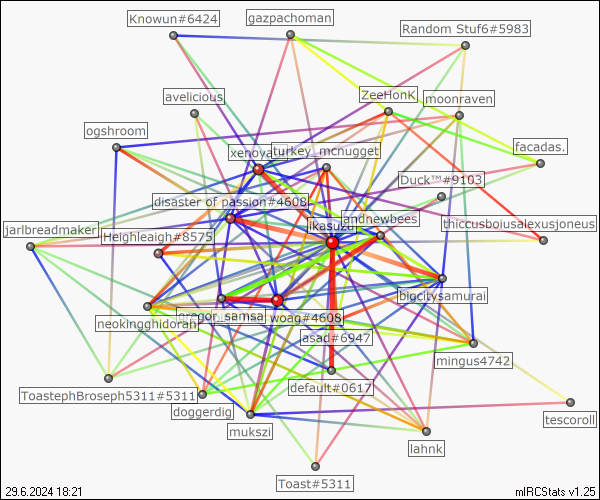 Knowun#6424
gazpachoman
Random Stuf6#5983
avelicious
ZeeHonK
moonraven
ogshroom
facadas.
xenoya
turkey_mcnugget
Duck™#9103
disaster of passion#4608
ikasuzu
andnewbees
thiccusboiusalexusjoneus
jarlbreadmaker
Heighleaigh#8575
bigcitysamurai
neokingghidorah
gregor_samsa
woag#4608
asad#6947
mingus4742
ToastephBroseph5311#5311
default#0617
doggerdig
mukszi
lahnk
tescoroll
Toast#5311
29.6.2024 18:21
mIRCStats v1.25